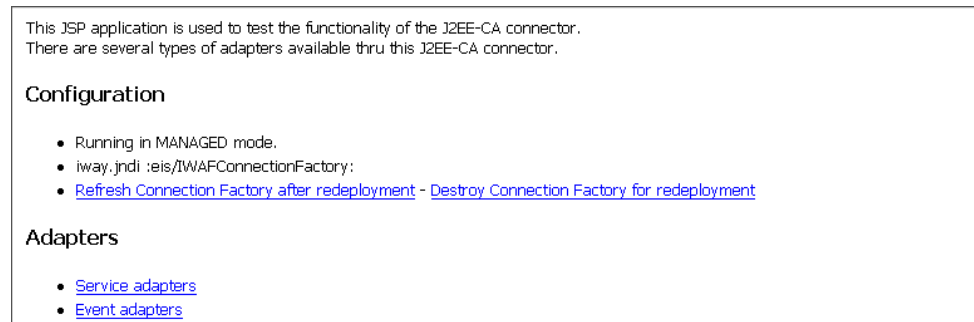 This JSP application is used to test the functionality of the J2EE-CA connector.
There are several types of adapters available thru this J2EE-CA connector.
Configuration
• Running in MANAGED mode.
• iway.jndi :eis/IWAFConnectionFactory:
• Refresh Connection Factory after redeployment - Destroy Connection Factory for redeployment
Adapters
• Service adapters
• Event adapters